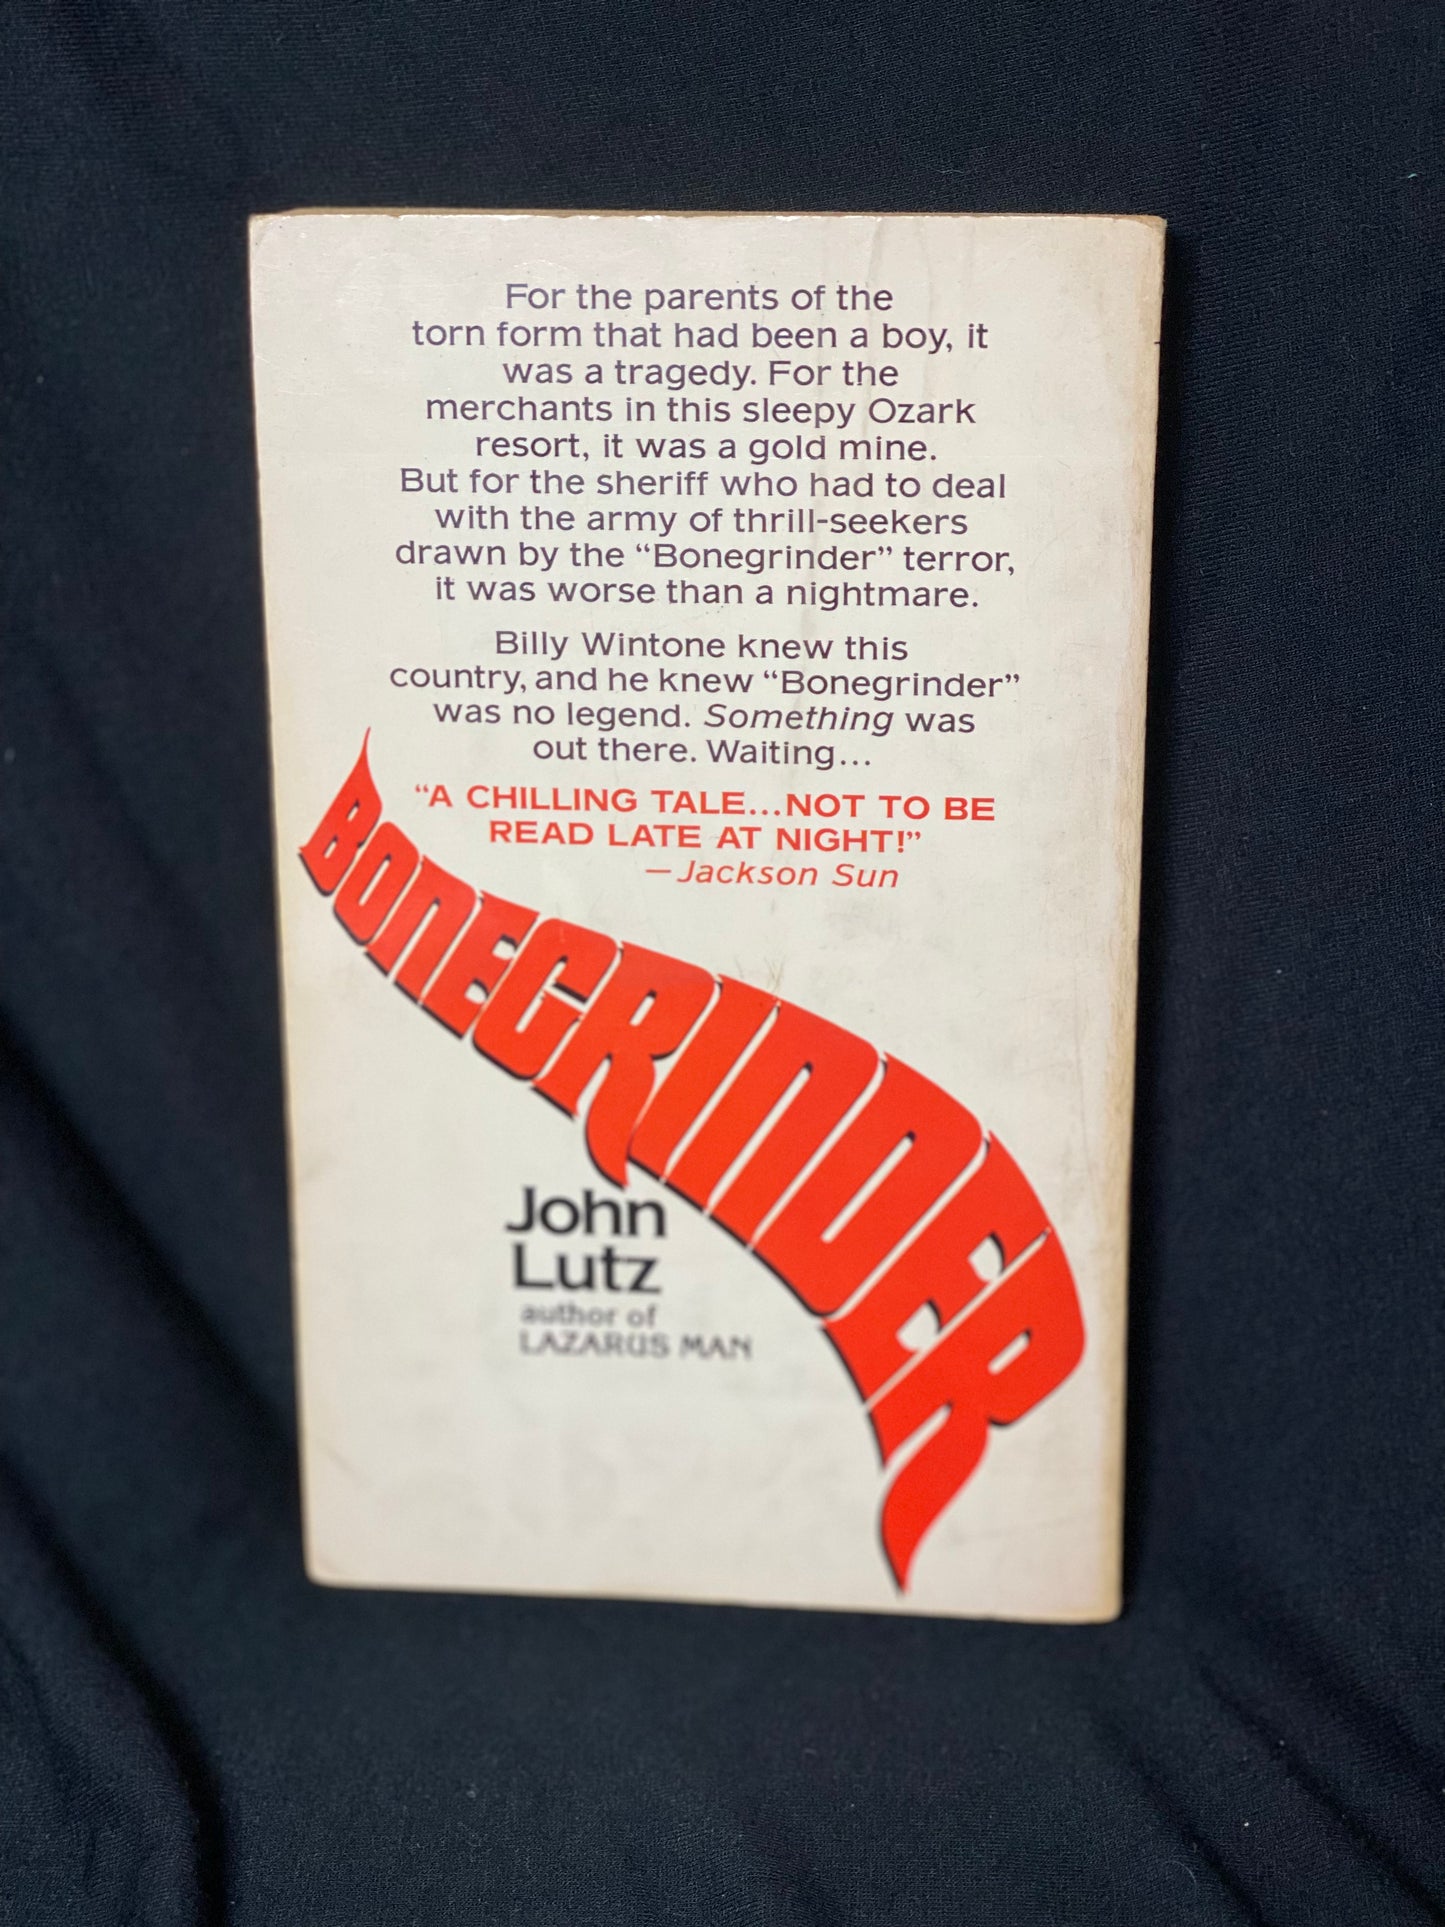 For the parents of the
torn form that had been a boy, it
was a tragedy. For the
merchants in this sleepy Ozark
resort, it was a gold mine.
But for the sheriff who had to deal
with the army of thrill-seekers
drawn by the “Bonegrinder” terror,
it was worse than a nightmare.
Billy Wintone knew this
country, and he knew “Bonegrinder”
was no legend. Something was
out there. Waiting...
“A CHILLING TALE...NOT TO BE
READ LATE AT NIGHT!”
—Jackson Sun
BONEGRINDER
John
Lutz
author of
LAZARUS MAN